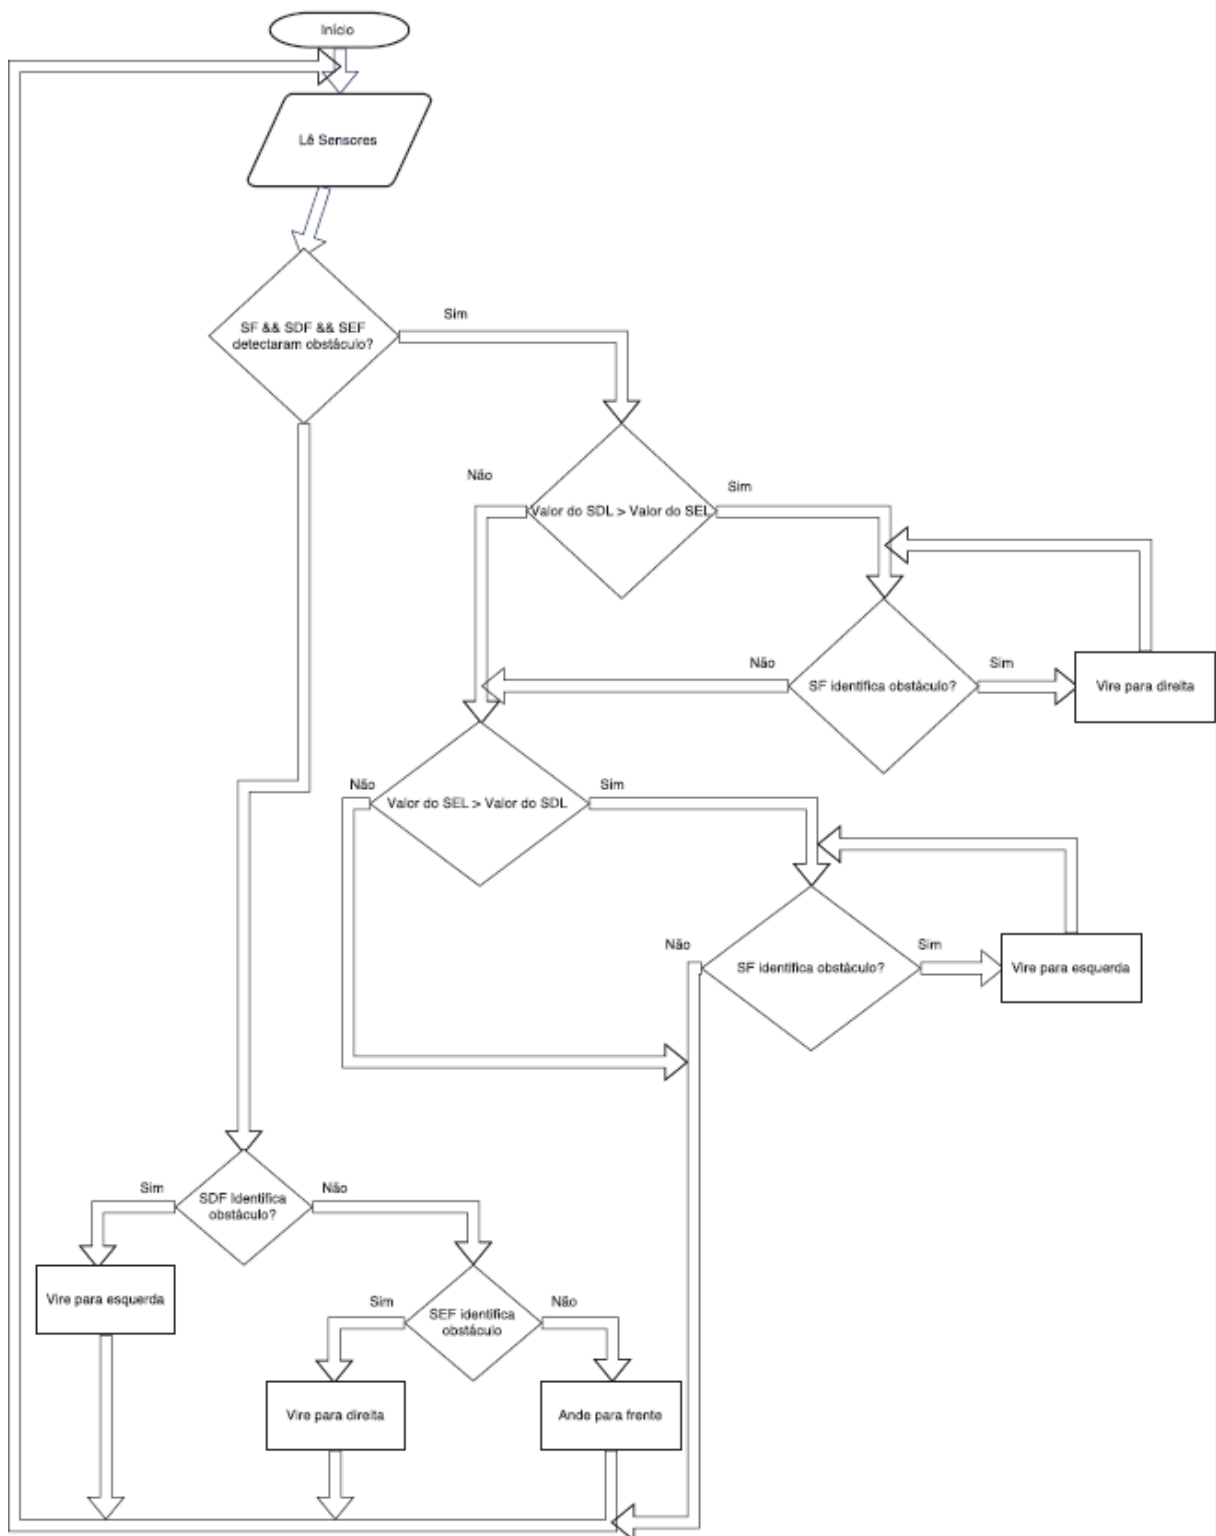 Início
Lê Sensores
SF && SDF && SEF
detectaram obstáculo?
Sim
Não
Valor do SDL > Valor do SEL
Sim
Não
SF identifica obstáculo?
Sim
Vire para direita
Não
Valor do SEL > Valor do SDL
Sim
Não
SF identifica obstáculo?
Sim
Vire para esquerda
Sim
SDF Identifica
obstáculo?
Não
Vire para esquerda
Sim
SEF identifica
obstáculo
Não
Vire para direita
Ande para frente